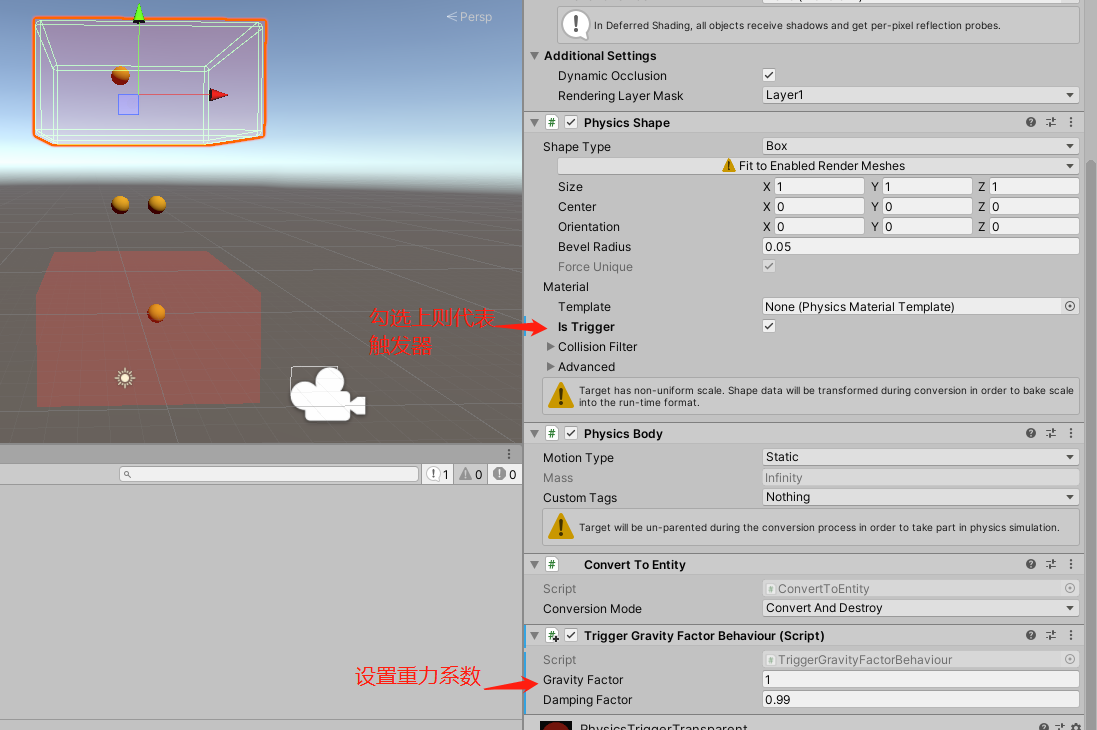 Persp
In Deferred Shading, all objects receive shadows and get per-pixel reflection probes.
Additional Settings
Dynamic Occlusion
Rendering Layer Mask
Layer1
Physics Shape
Shape Type
Box
Fit to Enabled Render Meshes
Size
X 1 Y 1 Z 1
Center
X 0 Y 0 Z 0
Orientation
X 0 Y 0 Z 0
Bevel Radius
0.05
Force Unique
Material
Template
None (Physics Material Template)
勾选上则代表
触发器
Is Trigger
Collision Filter
Advanced
Target has non-uniform scale. Shape data will be transformed during conversion in order to bake scale
into the run-time format.
Physics Body
Motion Type
Static
Mass
Infinity
Custom Tags
Nothing
1 0 0
Target will be un-parented during the conversion process in order to take part in physics simulation.
Convert To Entity
Script
ConvertToEntity
Conversion Mode
Convert And Destroy
Trigger Gravity Factor Behaviour (Script)
Script
TriggerGravityFactorBehaviour
设置重力系数
Gravity Factor
1
Damping Factor
0.99
PhysicsTriggerTransparent